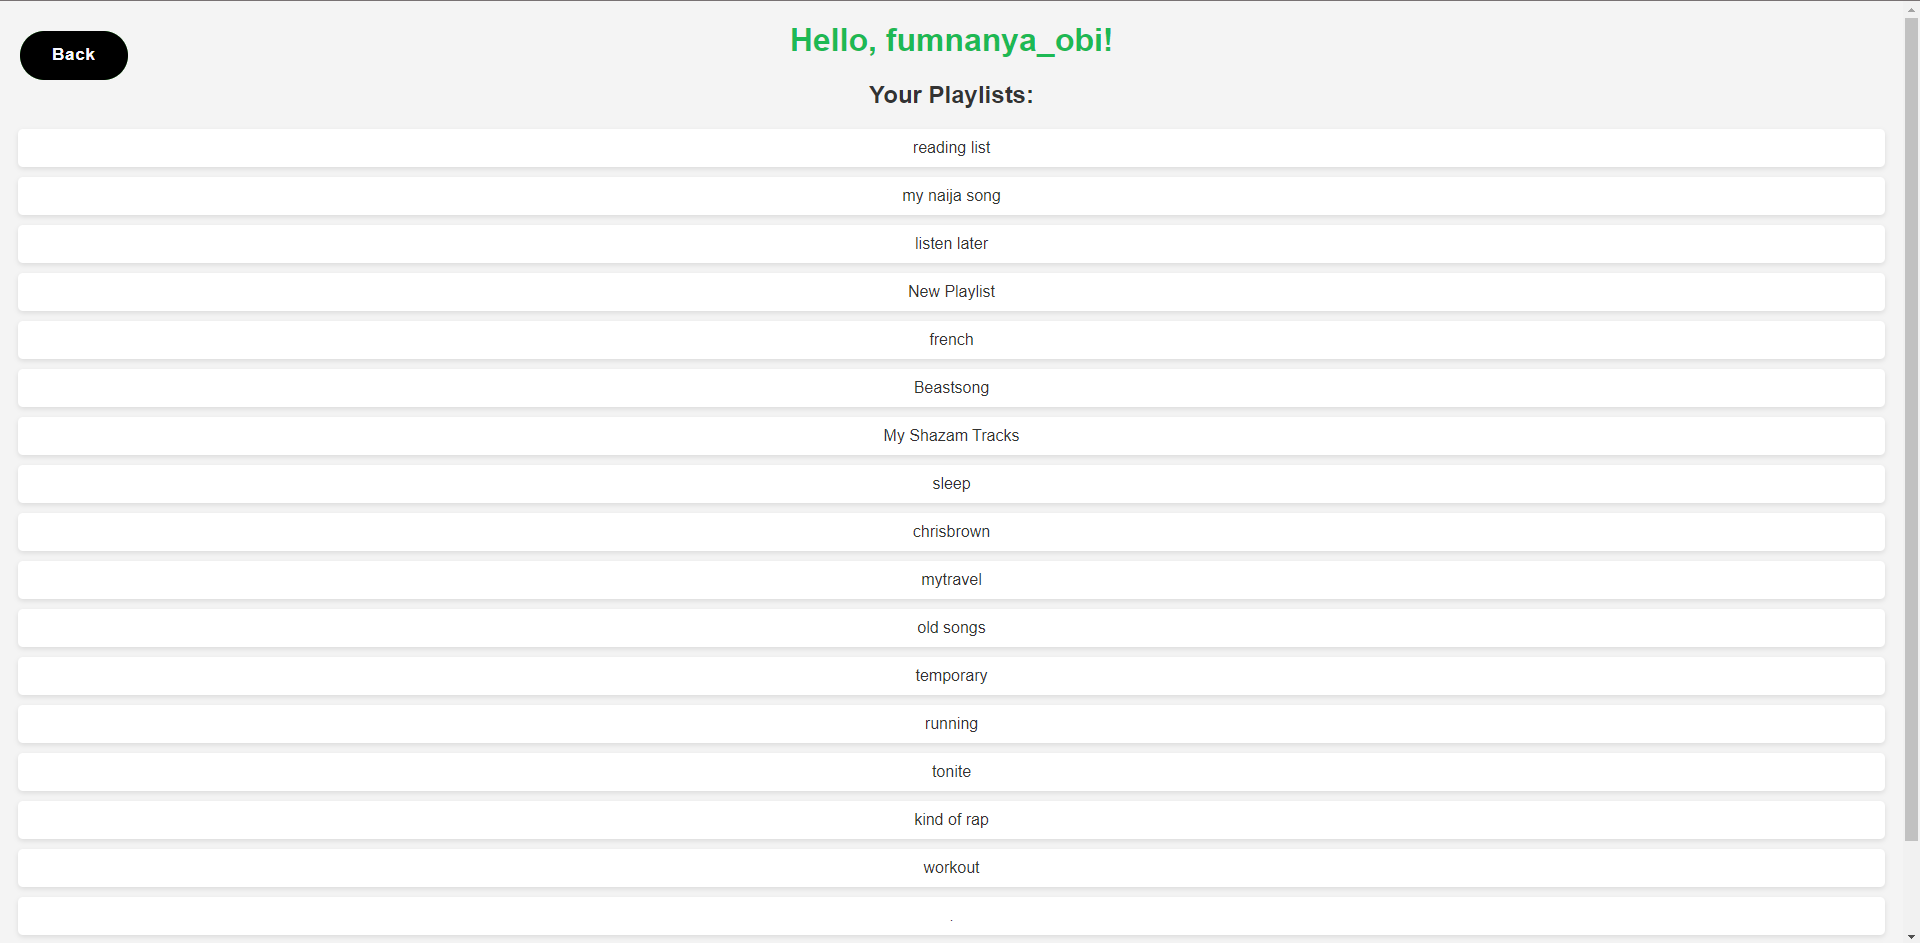 Back
Hello, fumnanya_obi!
Your Playlists:
reading list
my naija song
listen later
New Playlist
french
Beastsong
My Shazam Tracks
sleep
chrisbrown
mytravel
old songs
temporary
running
tonite
kind of rap
workout
.